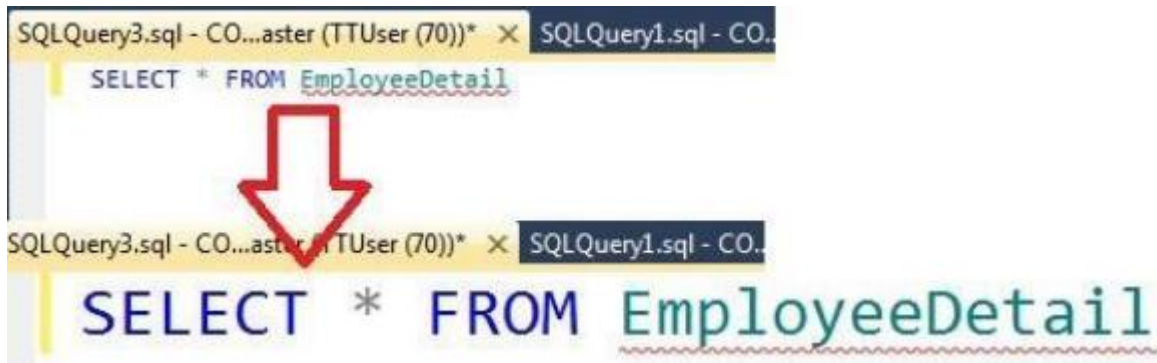 SQLQuery3.sql - CO...aster (TTUser (70))* × SQLQuery1.sql - CO..
SELECT * FROM EmployeeDetail
SQLQuery3.sql - CO...aster (TTUser (70))* × SQLQuery1.sql - CO..
SELECT * FROM EmployeeDetail